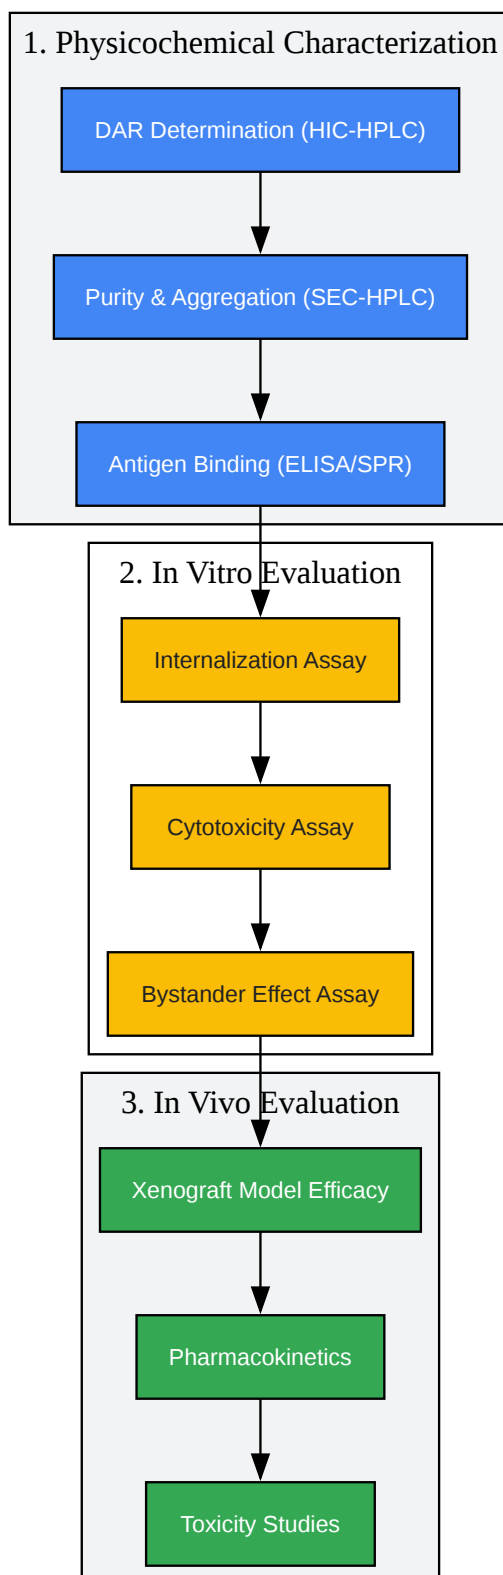 1. Physicochemical Characterization
DAR Determination (HIC-HPLC)
Purity & Aggregation (SEC-HPLC)
Antigen Binding (ELISA/SPR)
2. In Vitro Evaluation
Internalization Assay
Cytotoxicity Assay
Bystander Effect Assay
3. In Vivo Evaluation
Xenograft Model Efficacy
Pharmacokinetics
Toxicity Studies